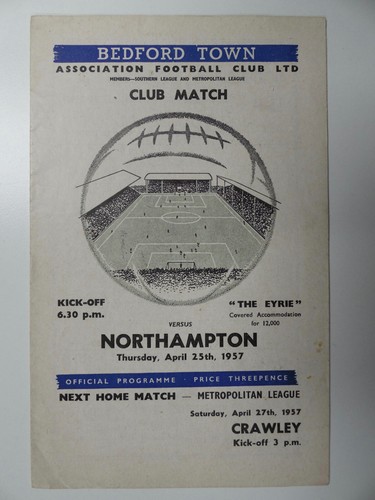 BEDFORD TOWN
ASSOCIATION FOOTBALL CLUB LTD
MEMBERS—SOUTHERN LEAGUE AND METROPOLITAN LEAGUE
CLUB MATCH
KICK-OFF
6.30 p.m.
"THE EYRIE"
Covered Accommodation
for 12,000
VERSUS
NORTHAMPTON
Thursday, April 25th, 1957
OFFICIAL PROGRAMME · PRICE THREEPENCE
NEXT HOME MATCH — METROPOLITAN LEAGUE
Saturday, April 27th, 1957
CRAWLEY
Kick-off 3 p.m.